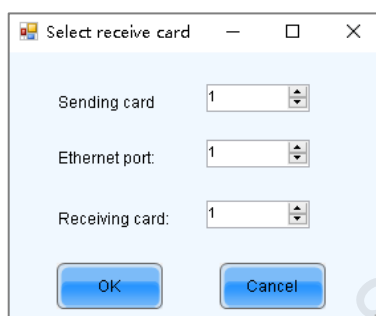 Select receive card
Sending card 1
Ethernet port: 1
Receiving card: 1
OK Cancel